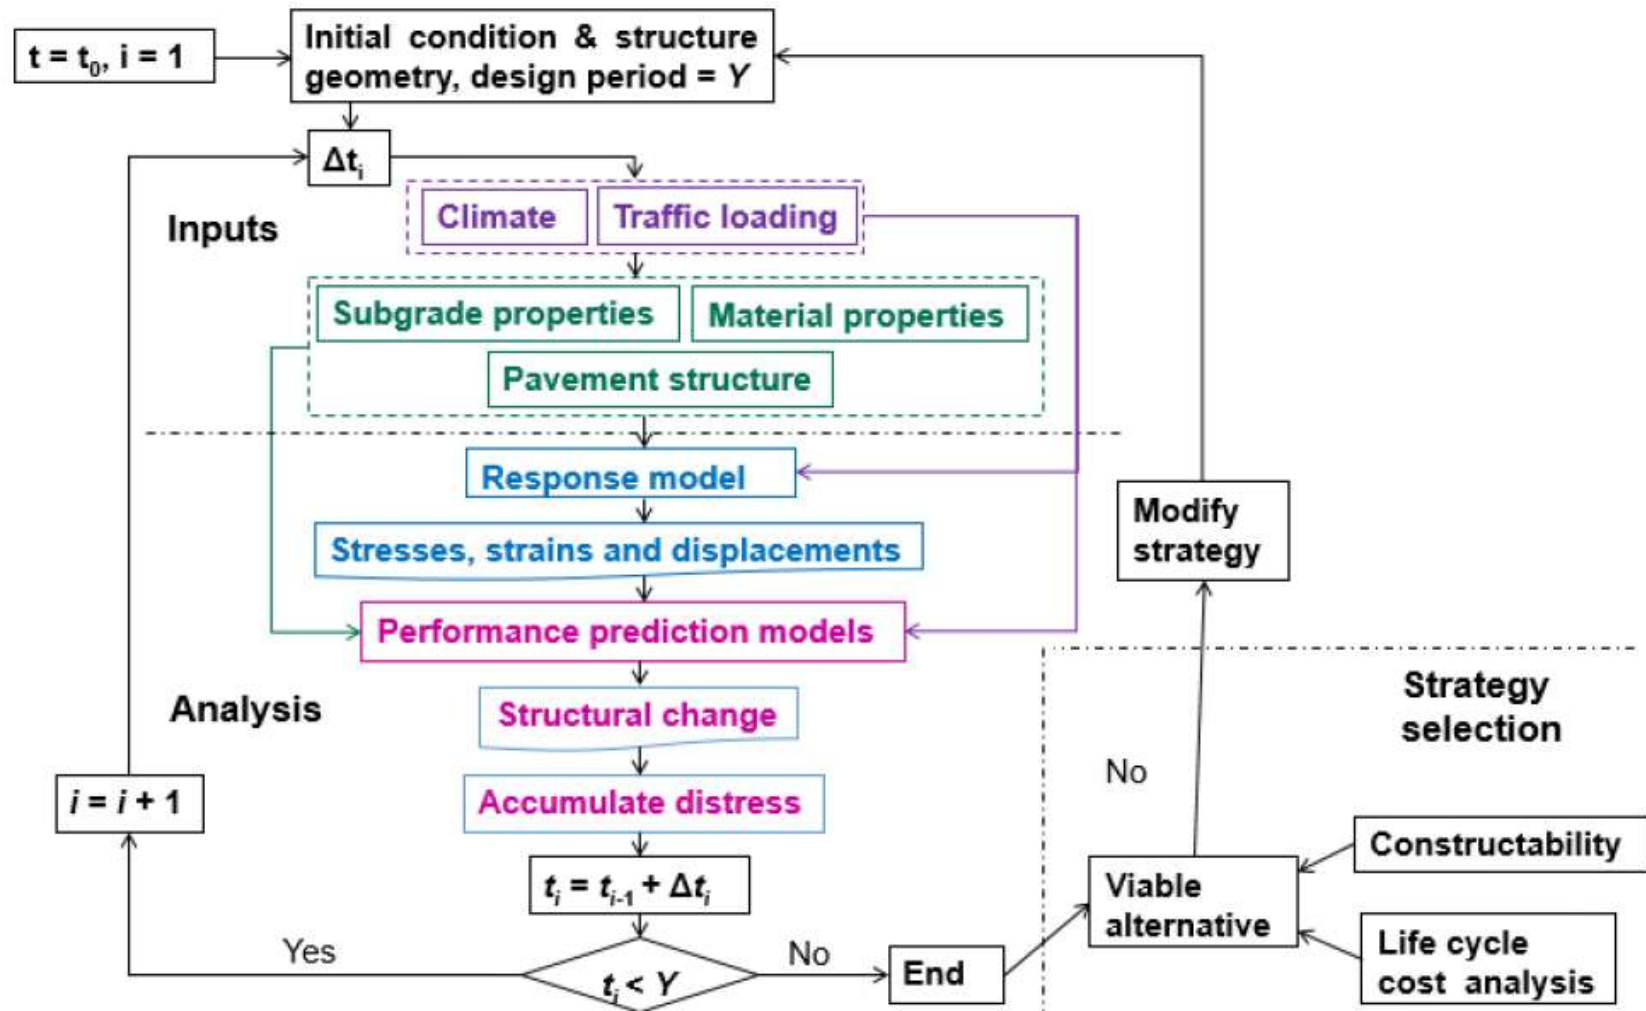 t = t₀, i = 1
Initial condition & structure
geometry, design period = Y
Δtᵢ
Inputs
Climate
Traffic loading
Subgrade properties
Material properties
Pavement structure
Response model
Stresses, strains and displacements
Performance prediction models
Analysis
Structural change
Accumulate distress
i = i + 1
tᵢ = tᵢ₋₁ + Δtᵢ
Yes
tᵢ < Y
No
End
Modify
strategy
Strategy
selection
No
Viable
alternative
Constructability
Life cycle
cost analysis